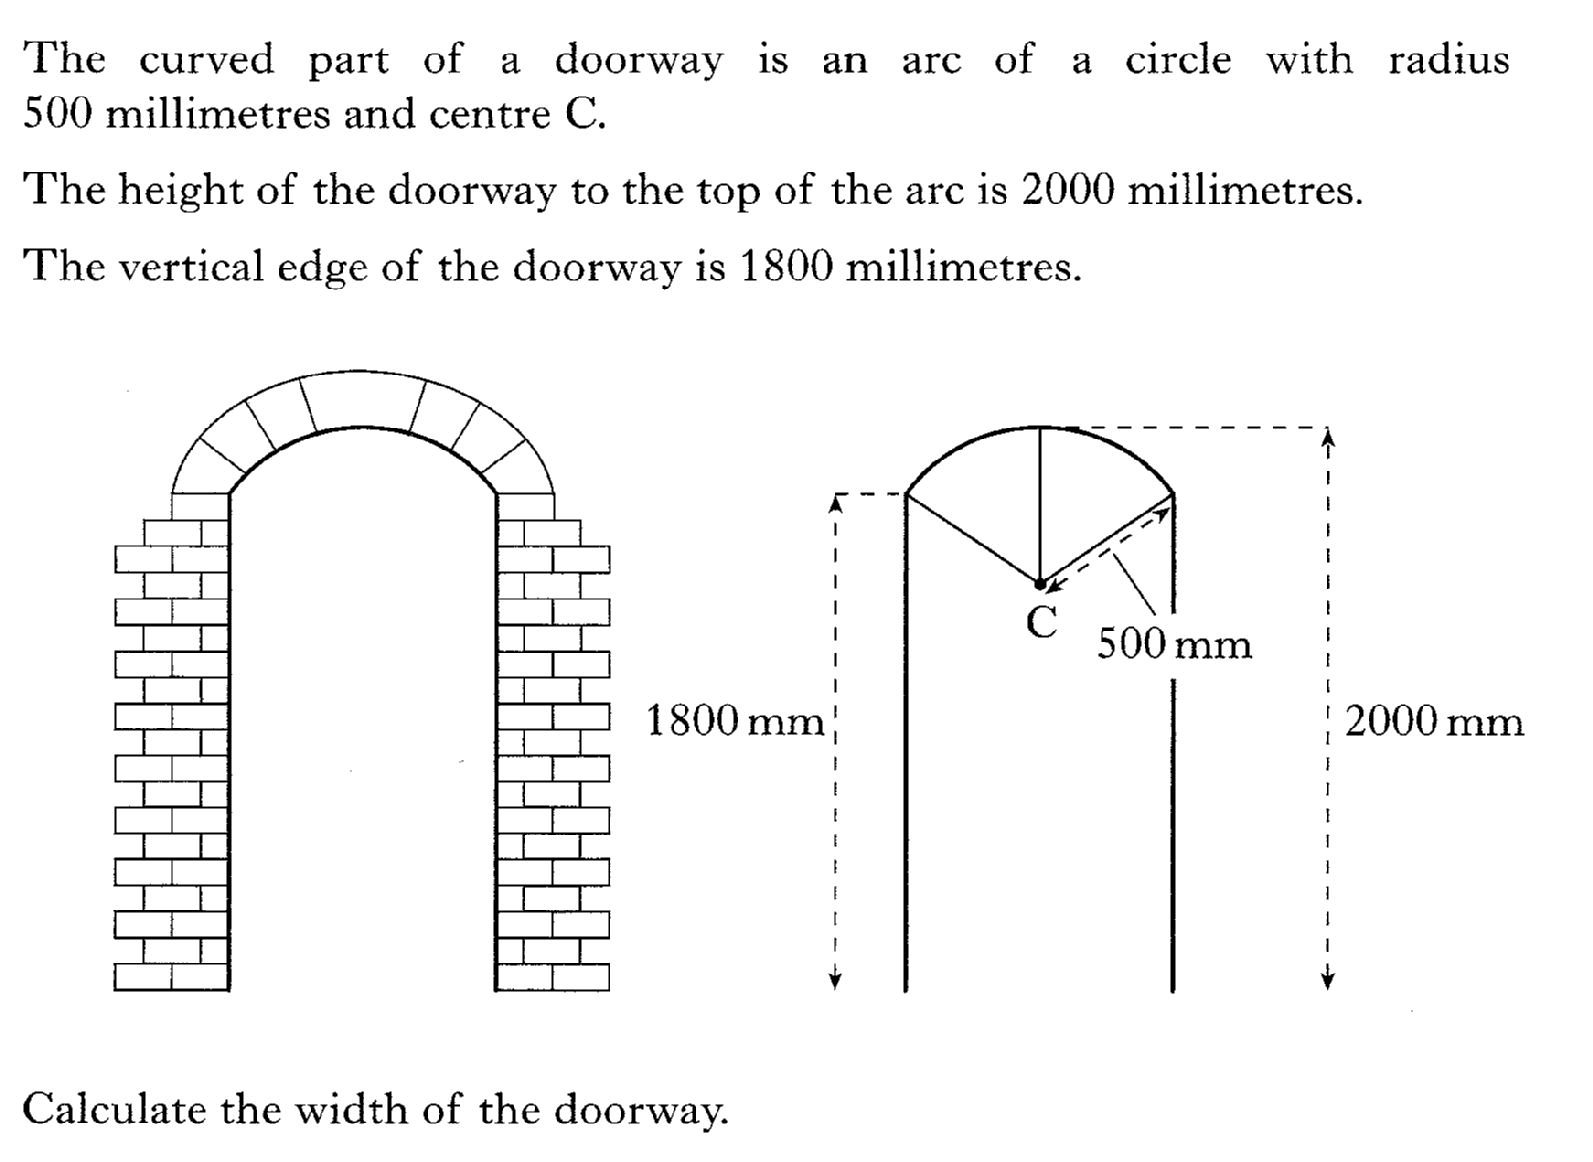 The curved part of a doorway is an arc of a circle with radius
500 millimetres and centre C.
The height of the doorway to the top of the arc is 2000 millimetres.
The vertical edge of the doorway is 1800 millimetres.
C
500 mm
1800 mm
2000 mm
Calculate the width of the doorway.